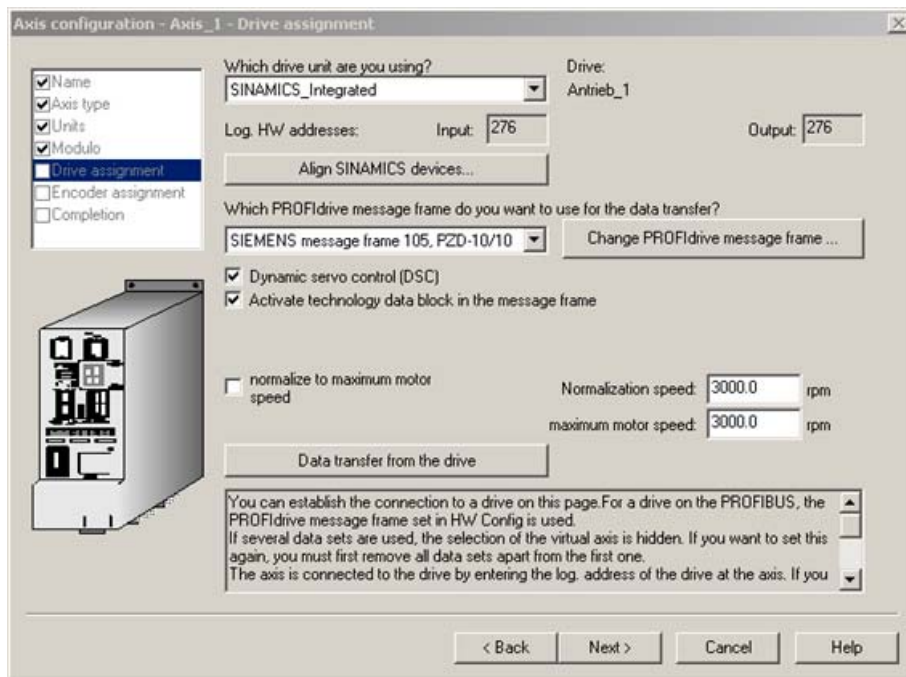 Axis configuration - Axis_1 - Drive assignment
Name
Axis type
Units
Modulo
Drive assignment
Encoder assignment
Completion
Which drive unit are you using?
Drive:
SINAMICS_Integrated
Antrieb_1
Log. HW addresses:
Input: 276
Output: 276
Align SINAMICS devices...
Which PROFIdrive message frame do you want to use for the data transfer?
SIEMENS message frame 105, PZD-10/10
Change PROFIdrive message frame ...
Dynamic servo control (DSC)
Activate technology data block in the message frame
normalize to maximum motor
speed
Normalization speed: 3000.0 rpm
maximum motor speed: 3000.0 rpm
Data transfer from the drive
You can establish the connection to a drive on this page.For a drive on the PROFIBUS, the
PROFIdrive message frame set in HW Config is used.
If several data sets are used, the selection of the virtual axis is hidden. If you want to set this
again, you must first remove all data sets apart from the first one.
The axis is connected to the drive by entering the log. address of the drive at the axis. If you
< Back
Next >
Cancel
Help